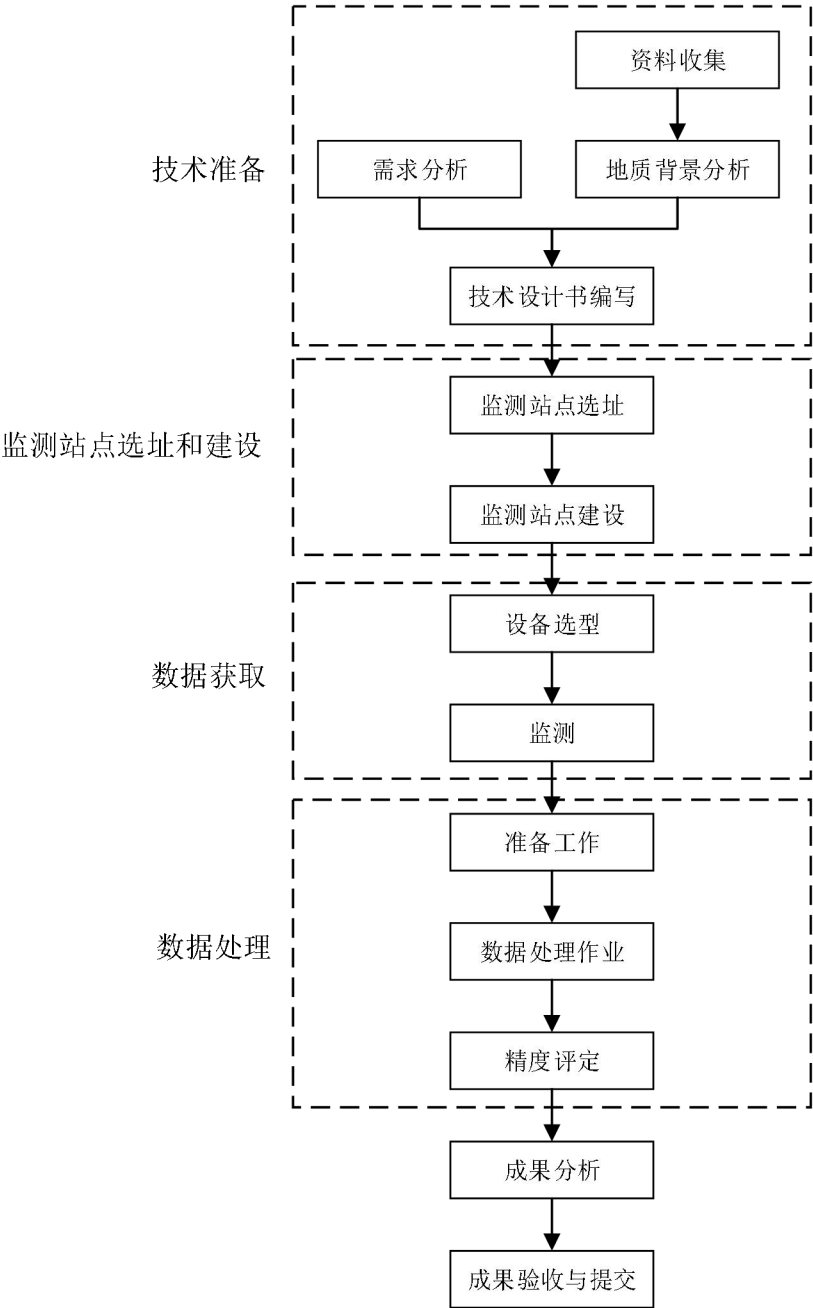 资料收集
技术准备
需求分析
地质背景分析
技术设计书编写
监测站点选址
监测站点选址和建设
监测站点建设
设备选型
数据获取
监测
准备工作
数据处理
数据处理作业
精度评定
成果分析
成果验收与提交